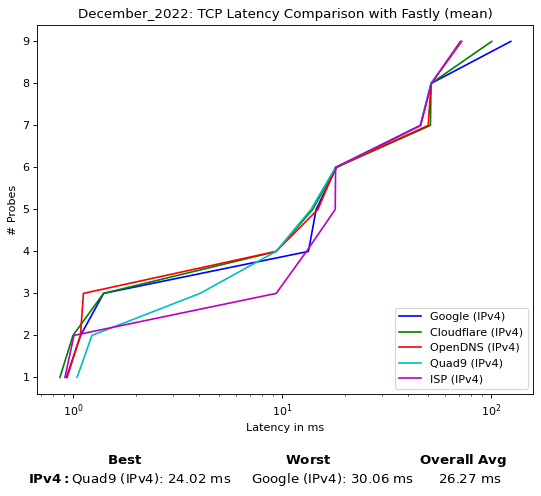 December_2022: TCP Latency Comparison with Fastly (mean)
# Probes
9
8
7
6
5
4
3
2
1
Google (IPv4)
Cloudflare (IPv4)
OpenDNS (IPv4)
Quad9 (IPv4)
ISP (IPv4)
10⁰ 10¹ 10²
Latency in ms
Best Worst Overall Avg
IPv4: Quad9 (IPv4): 24.02 ms Google (IPv4): 30.06 ms 26.27 ms